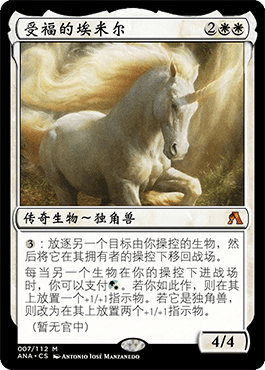 受福的埃米尔 2
传奇生物～独角兽
3：放逐另一个目标由你操控的生物，然
后将它在其拥有者的操控下移回战场。
每当另一个生物在你的操控下进战场
时，你可以支付。若你如此作，则在其
上放置一个+1/+1指示物。若它是独角兽，
则改为在其上放置两个+1/+1指示物。
（暂无官中）
007/112 M
ANA • CS ANTONIO JOSÉ MANZANEDO
4/4